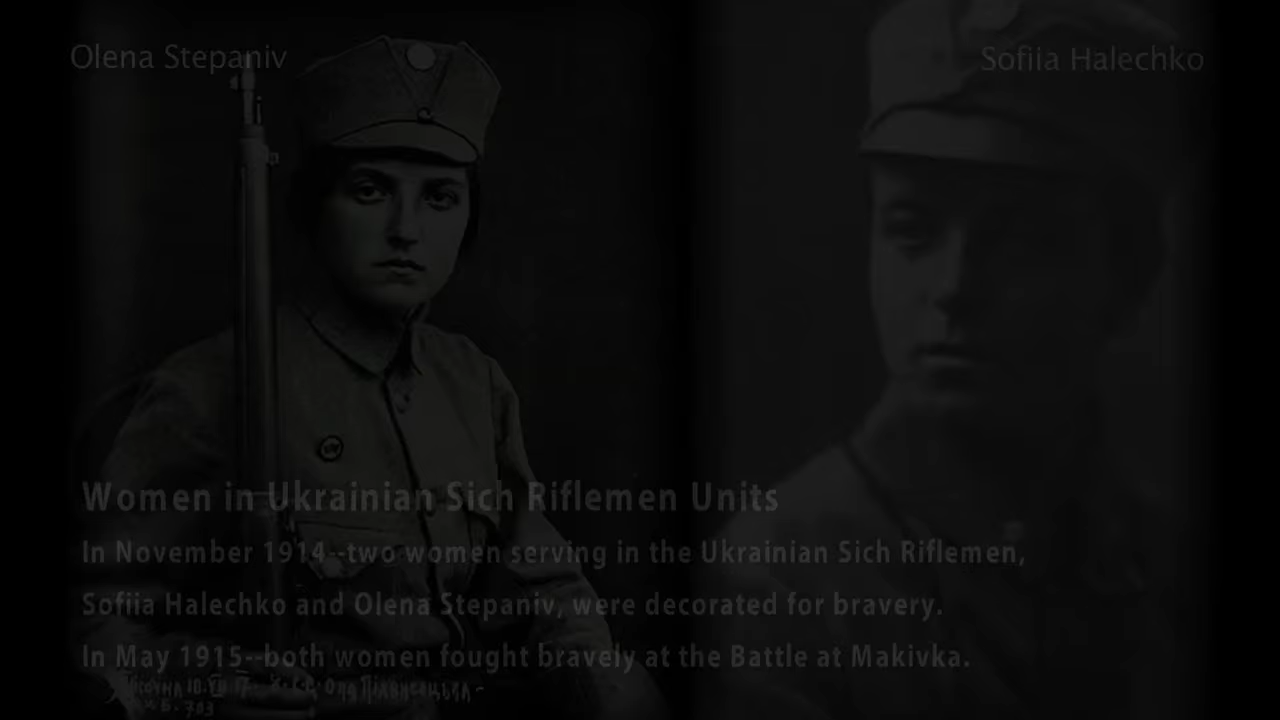 Olena Stepaniv
Sofiia Halechko
Women in Ukrainian Sich Riflemen Units
In November 1914--two women serving in the Ukrainian Sich Riflemen,
Sofiia Halechko and Olena Stepaniv, were decorated for bravery.
In May 1915--both women fought bravely at the Battle at Makivka.